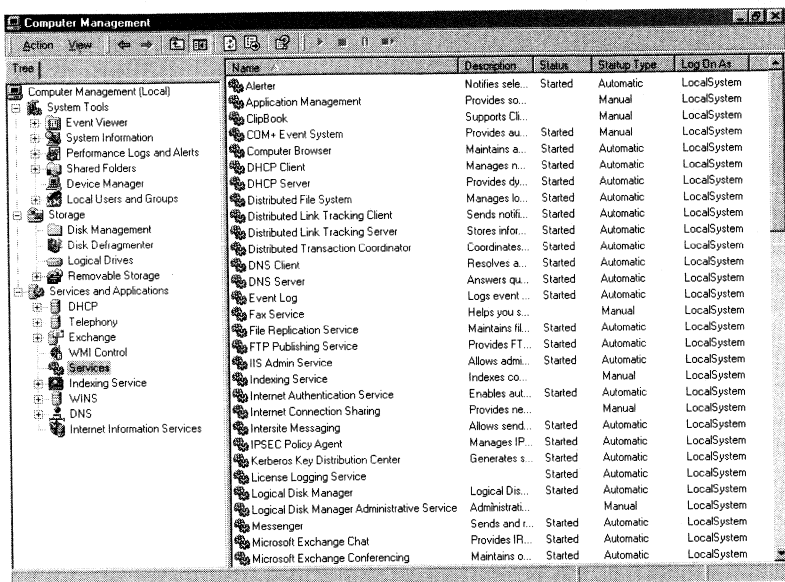 Computer Management
Action View
Tree
Computer Management (Local)
System Tools
Event Viewer
System Information
Performance Logs and Alerts
Shared Folders
Device Manager
Local Users and Groups
Storage
Disk Management
Disk Defragmenter
Logical Drives
Removable Storage
Services and Applications
DHCP
Telephony
Exchange
WMI Control
Services
Indexing Service
WINS
DNS
Internet Information Services
Name Description Status Startup Type Log On As
Alerter Notifies sele... Started Automatic LocalSystem
Application Management Provides so... Manual LocalSystem
ClipBook Supports Cli... Manual LocalSystem
COM+ Event System Provides au... Started Manual LocalSystem
Computer Browser Maintains a... Started Automatic LocalSystem
DHCP Client Manages n... Started Automatic LocalSystem
DHCP Server Provides dy... Started Automatic LocalSystem
Distributed File System Manages lo... Started Automatic LocalSystem
Distributed Link Tracking Client Sends notifi... Started Automatic LocalSystem
Distributed Link Tracking Server Stores infor... Started Automatic LocalSystem
Distributed Transaction Coordinator Coordinates... Started Automatic LocalSystem
DNS Client Resolves a... Started Automatic LocalSystem
DNS Server Answers qu... Started Automatic LocalSystem
Event Log Logs event ... Started Automatic LocalSystem
Fax Service Helps you s... Manual LocalSystem
File Replication Service Maintains fil... Started Automatic LocalSystem
FTP Publishing Service Provides FT... Started Automatic LocalSystem
IIS Admin Service Allows admi... Started Automatic LocalSystem
Indexing Service Indexes co... Manual LocalSystem
Internet Authentication Service Enables aut... Started Automatic LocalSystem
Internet Connection Sharing Provides ne... Manual LocalSystem
Intersite Messaging Allows send... Started Automatic LocalSystem
IPSEC Policy Agent Manages IP... Started Automatic LocalSystem
Kerberos Key Distribution Center Generates s... Started Automatic LocalSystem
License Logging Service Started Automatic LocalSystem
Logical Disk Manager Logical Dis... Started Automatic LocalSystem
Logical Disk Manager Administrative Service Administrati... Manual LocalSystem
Messenger Sends and r... Started Automatic LocalSystem
Microsoft Exchange Chat Provides IR... Started Automatic LocalSystem
Microsoft Exchange Conferencing Maintains o... Started Automatic LocalSystem